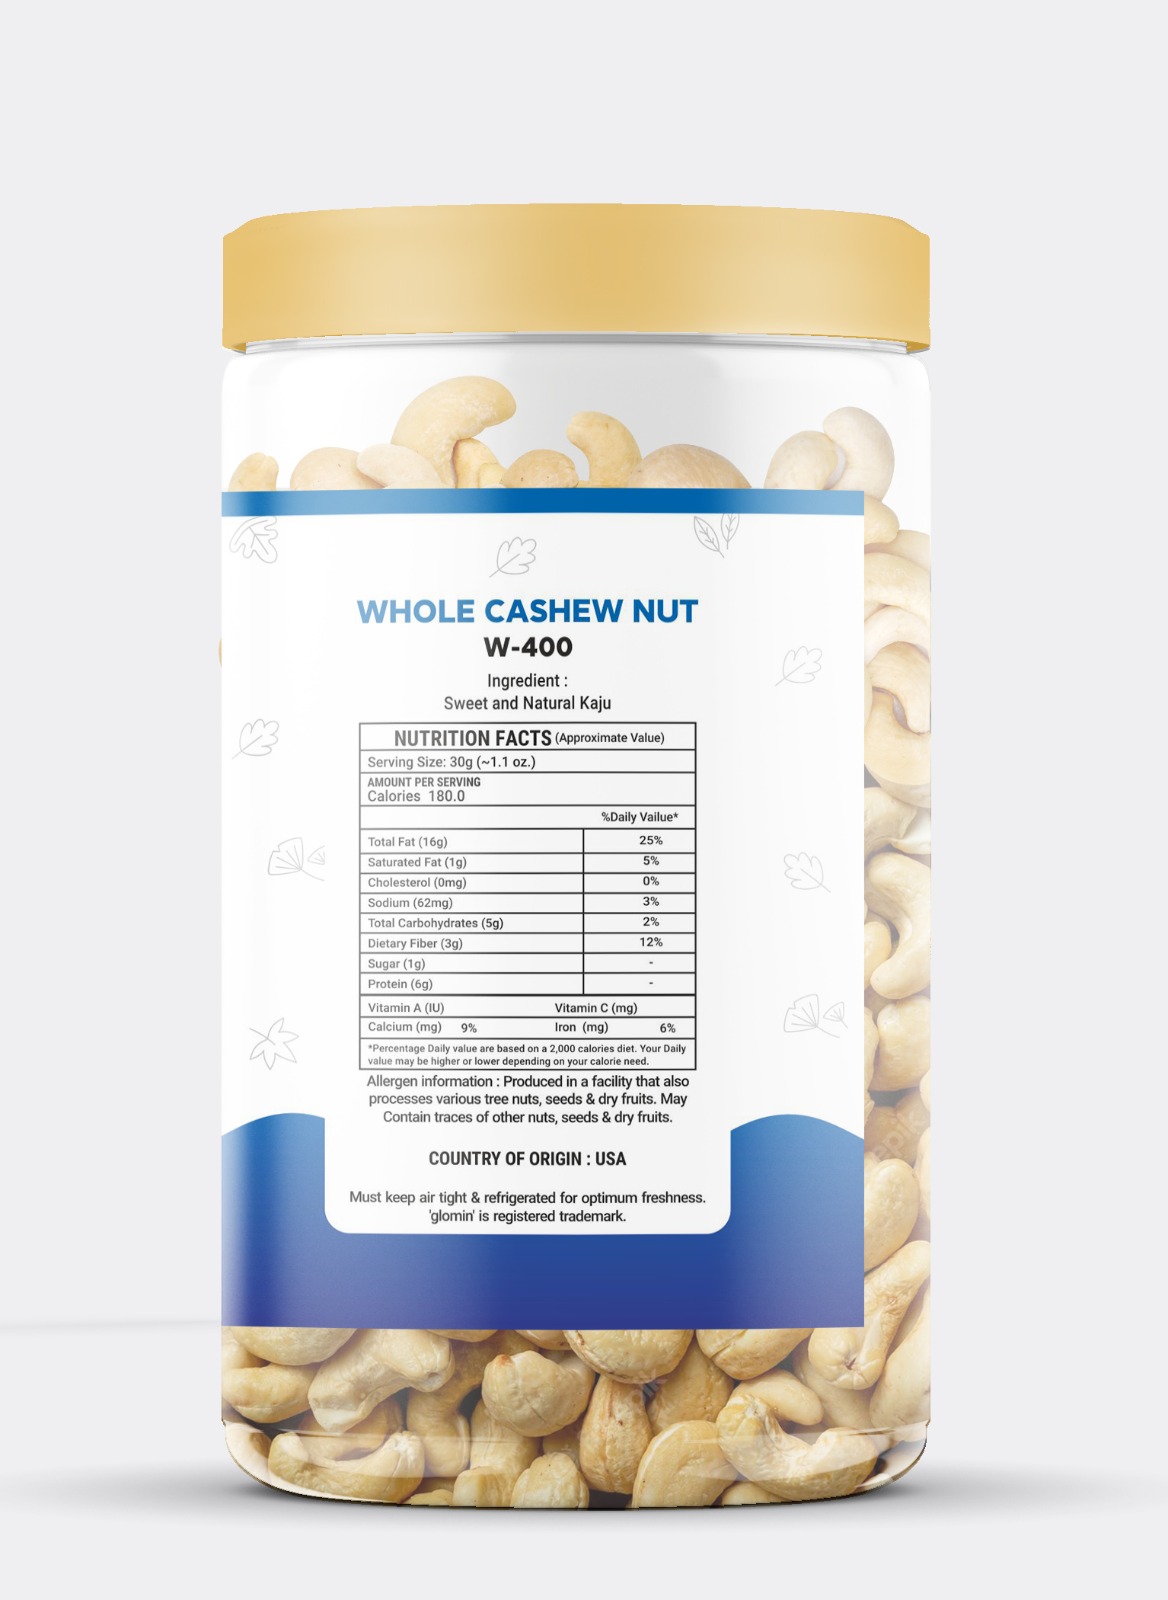 WHOLE CASHEW NUT
W-400
Ingredient :
Sweet and Natural Kaju
NUTRITION FACTS (Approximate Value)
Serving Size: 30g (~1.1 oz.)
AMOUNT PER SERVING
Calories 180.0
%Daily Vailue*
Total Fat (16g) 25%
Saturated Fat (1g) 5%
Cholesterol (0mg) 0%
Sodium (62mg) 3%
Total Carbohydrates (5g) 2%
Dietary Fiber (3g) 12%
Sugar (1g) -
Protein (6g) -
Vitamin A (IU) Vitamin C (mg)
Calcium (mg) 9% Iron (mg) 6%
*Percentage Daily value are based on a 2,000 calories diet. Your Daily
value may be higher or lower depending on your calorie need.
Allergen information : Produced in a facility that also
processes various tree nuts, seeds & dry fruits. May
Contain traces of other nuts, seeds & dry fruits.
COUNTRY OF ORIGIN : USA
Must keep air tight & refrigerated for optimum freshness.
'glomin' is registered trademark.